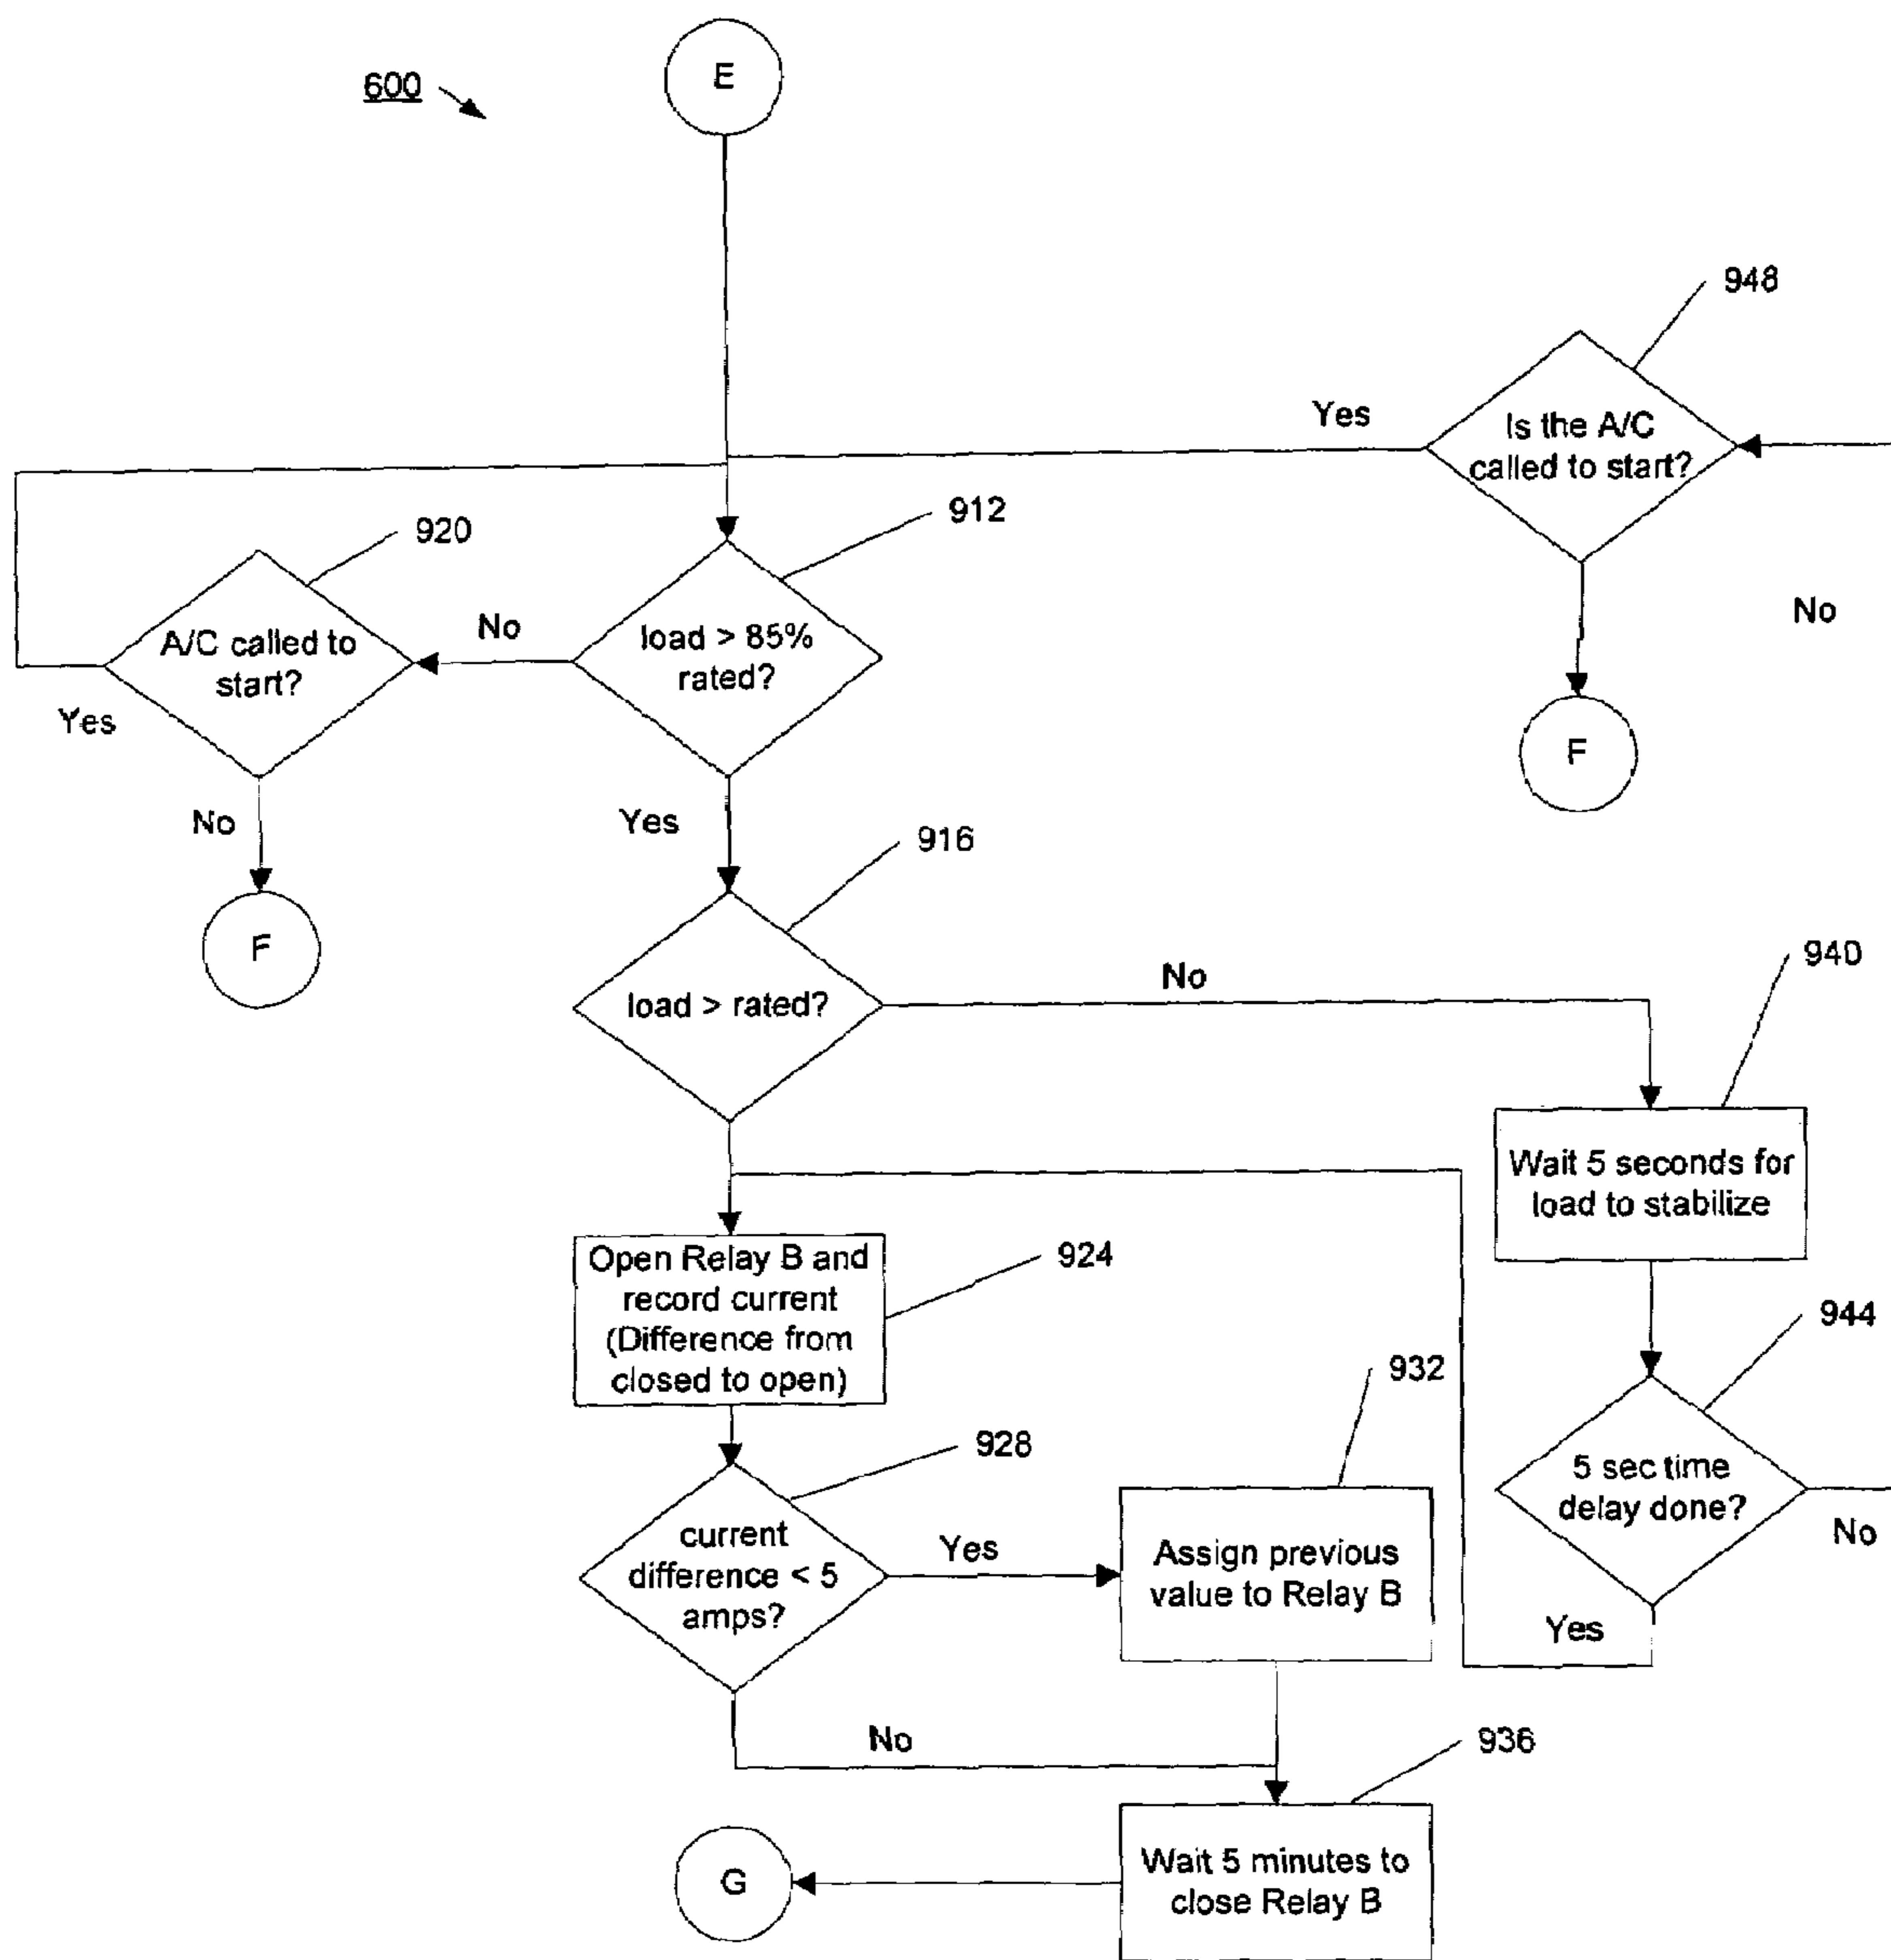 E
600
948
Yes
Is the A/C
called to start?
912
920
No
A/C called to
start?
No
load > 85%
rated?
Yes
F
No
Yes
916
F
940
No
load > rated?
Wait 5 seconds for
load to stabilize
Open Relay B and
record current
(Difference from
closed to open)
924
944
932
928
5 sec time
delay done?
current
difference < 5
amps?
Yes
No
Assign previous
value to Relay B
Yes
No
936
G
Wait 5 minutes to
close Relay B